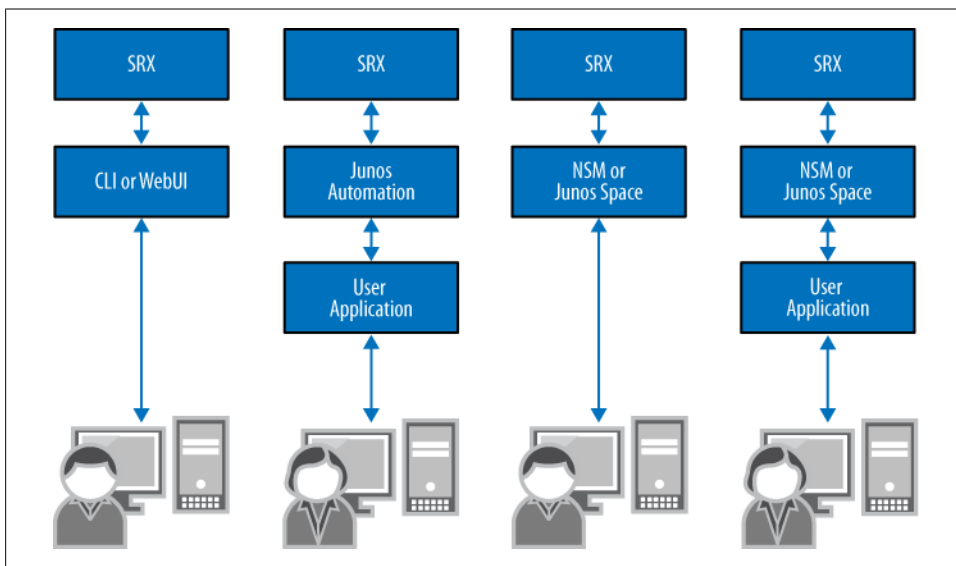 SRX
SRX
SRX
SRX
CLI or WebUI
Junos
Automation
NSM or
Junos Space
NSM or
Junos Space
User
Application
User
Application